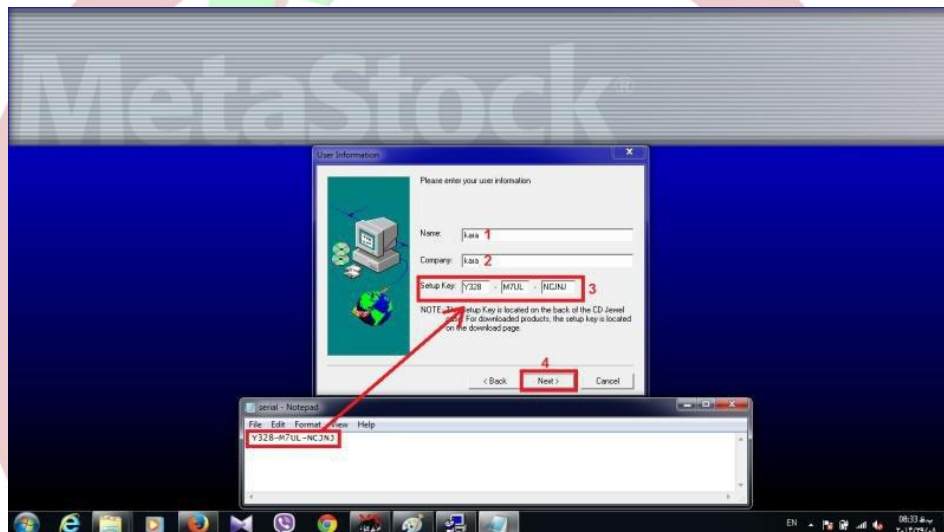 MetaStock®
User Information
Please enter your user information
Name: kara 1
Company: kara 2
Setup Key: Y328 - M7UL - NCJNJ 3
NOTE: The Setup Key is located on the back of the CD Jewel
case. For downloaded products, the setup key is located
on the download page.
4
< Back Next > Cancel
serial - Notepad
File Edit Format View Help
Y328-M7UL-NCJNJ
EN
08:33